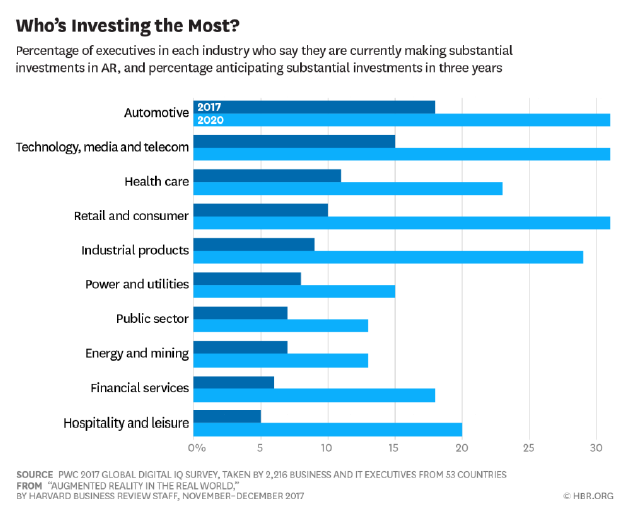 Who's Investing the Most?
Percentage of executives in each industry who say they are currently making substantial
investments in AR, and percentage anticipating substantial investments in three years
Automotive
2017
2020
Technology, media and telecom
Health care
Retail and consumer
Industrial products
Power and utilities
Public sector
Energy and mining
Financial services
Hospitality and leisure
0% 5 10 15 20 25 30
SOURCE PWC 2017 GLOBAL DIGITAL IQ SURVEY, TAKEN BY 2,216 BUSINESS AND IT EXECUTIVES FROM 53 COUNTRIES
FROM "AUGMENTED REALITY IN THE REAL WORLD,"
BY HARVARD BUSINESS REVIEW STAFF, NOVEMBER–DECEMBER 2017
© HBR.ORG